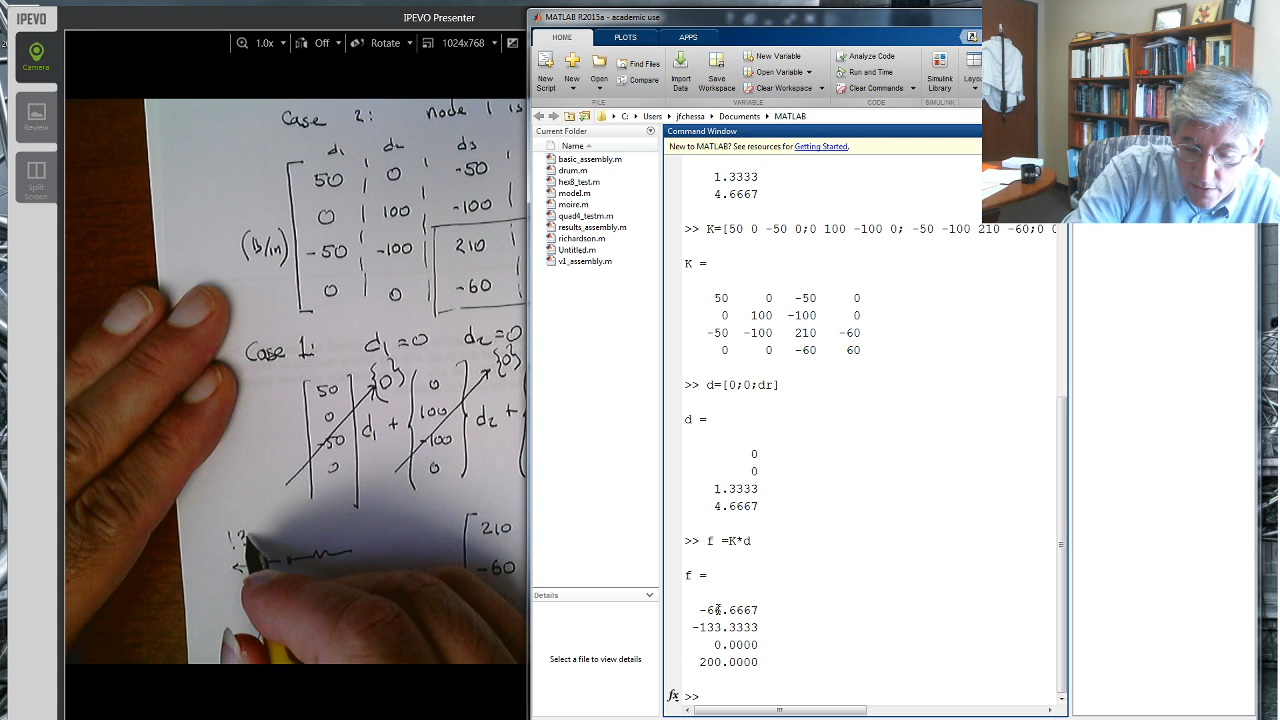 IPEVO
IPEVO Presenter
Camera
Review
Split
Screen
1.0x
Off
Rotate
1024x768
Case 2: node 1 is
d1 d2 d3
50 0 -50
0 100 -100
(lb/in) -50 -100 210
0 0 -60
Case 1: d1=0 d2=0
{0} {0}
50 0
0 d1 + 100 d2 +
-50 -100
0 0
!? 210
-60
MATLAB R2015a - academic use
HOME PLOTS APPS
New
Script
New
Open
Find Files
Compare
Import
Data
Save
Workspace
New Variable
Open Variable
Clear Workspace
Analyze Code
Run and Time
Clear Commands
Simulink
Library
Layou
FILE VARIABLE CODE SIMULINK
C: Users jfchessa Documents MATLAB
Current Folder
Name
basic_assembly.m
drum.m
hex8_test.m
model.m
moire.m
quad4_testm.m
results_assembly.m
richardson.m
Untitled.m
v1_assembly.m
Details
Select a file to view details
Command Window
New to MATLAB? See resources for Getting Started.
1.3333
4.6667
>> K=[50 0 -50 0;0 100 -100 0; -50 -100 210 -60;0 0
K =
50 0 -50 0
0 100 -100 0
-50 -100 210 -60
0 0 -60 60
>> d=[0;0;dr]
d =
0
0
1.3333
4.6667
>> f =K*d
f =
-66.6667
-133.3333
0.0000
200.0000
fx >>